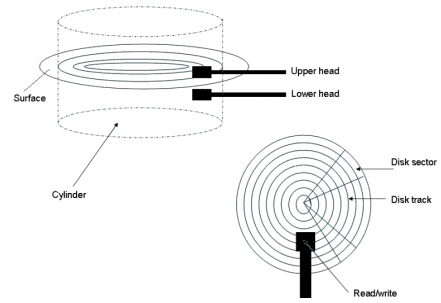 Upper head
Surface
Lower head
Cylinder
Disk sector
Disk track
Read/write